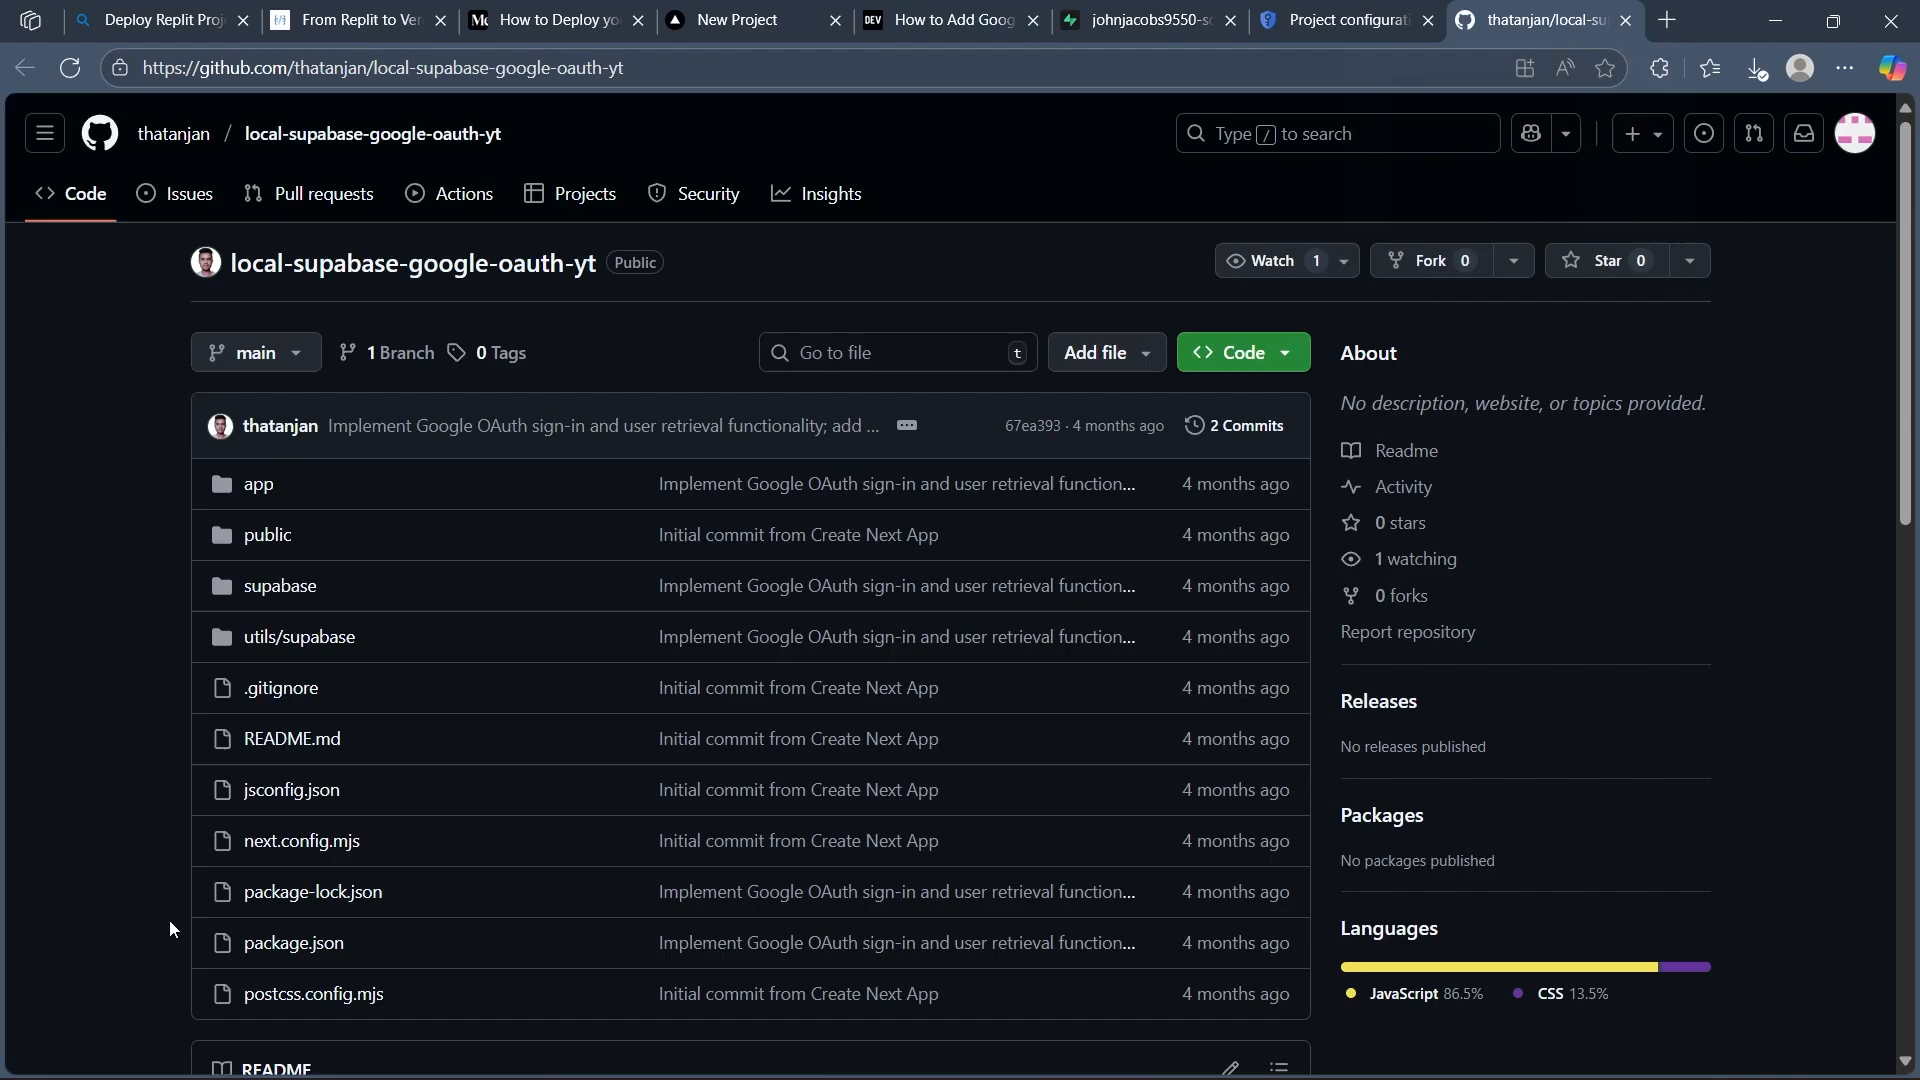 Deploy Replit Proj
From Replit to Ver
How to Deploy yo
New Project
How to Add Goog
johnjacobs9550-sc
Project configurati
thatanjan/local-su
https://github.com/thatanjan/local-supabase-google-oauth-yt
thatanjan / local-supabase-google-oauth-yt
Type / to search
Code
Issues
Pull requests
Actions
Projects
Security
Insights
local-supabase-google-oauth-yt Public
Watch 1
Fork 0
Star 0
main
1 Branch
0 Tags
Go to file t
Add file
Code
thatanjan Implement Google OAuth sign-in and user retrieval functionality; add ... 67ea393 · 4 months ago 2 Commits
app Implement Google OAuth sign-in and user retrieval function... 4 months ago
public Initial commit from Create Next App 4 months ago
supabase Implement Google OAuth sign-in and user retrieval function... 4 months ago
utils/supabase Implement Google OAuth sign-in and user retrieval function... 4 months ago
.gitignore Initial commit from Create Next App 4 months ago
README.md Initial commit from Create Next App 4 months ago
jsconfig.json Initial commit from Create Next App 4 months ago
next.config.mjs Initial commit from Create Next App 4 months ago
package-lock.json Implement Google OAuth sign-in and user retrieval function... 4 months ago
package.json Implement Google OAuth sign-in and user retrieval function... 4 months ago
postcss.config.mjs Initial commit from Create Next App 4 months ago
README
About
No description, website, or topics provided.
Readme
Activity
0 stars
1 watching
0 forks
Report repository
Releases
No releases published
Packages
No packages published
Languages
JavaScript 86.5% CSS 13.5%